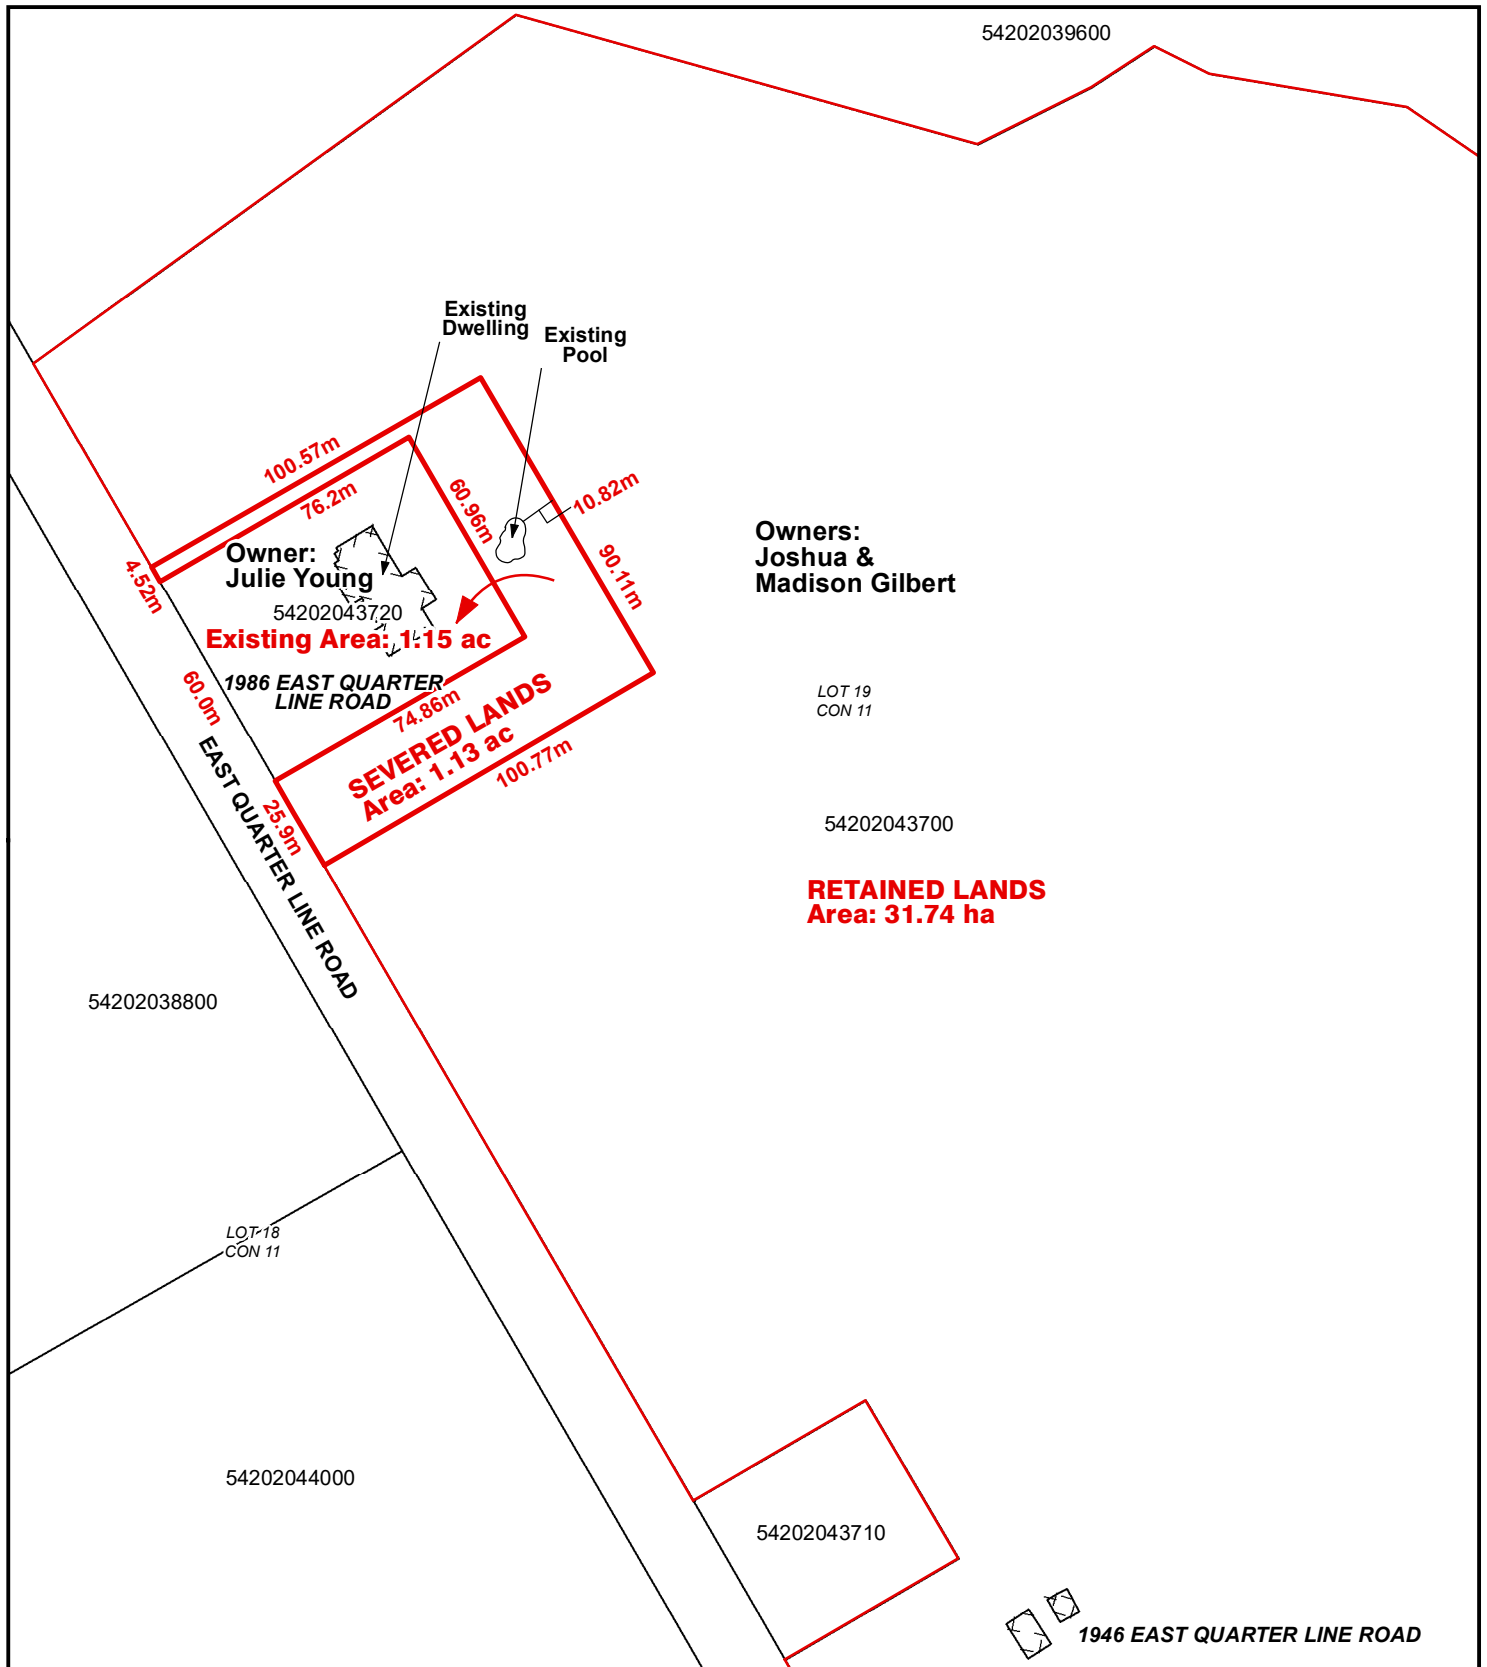 54202039600
Existing
Dwelling
Existing
Pool
100.57m
76.2m
60.96m
10.82m
90.11m
4.52m
Owner:
Julie Young
54202043720
Existing Area: 1.15 ac
1986 EAST QUARTER
LINE ROAD
60.0m
74.86m
SEVERED LANDS
Area: 1.13 ac
100.77m
25.9m
EAST QUARTER LINE ROAD
Owners:
Joshua &
Madison Gilbert
LOT 19
CON 11
54202043700
RETAINED LANDS
Area: 31.74 ha
54202038800
LOT 18
CON 11
54202044000
54202043710
1946 EAST QUARTER LINE ROAD